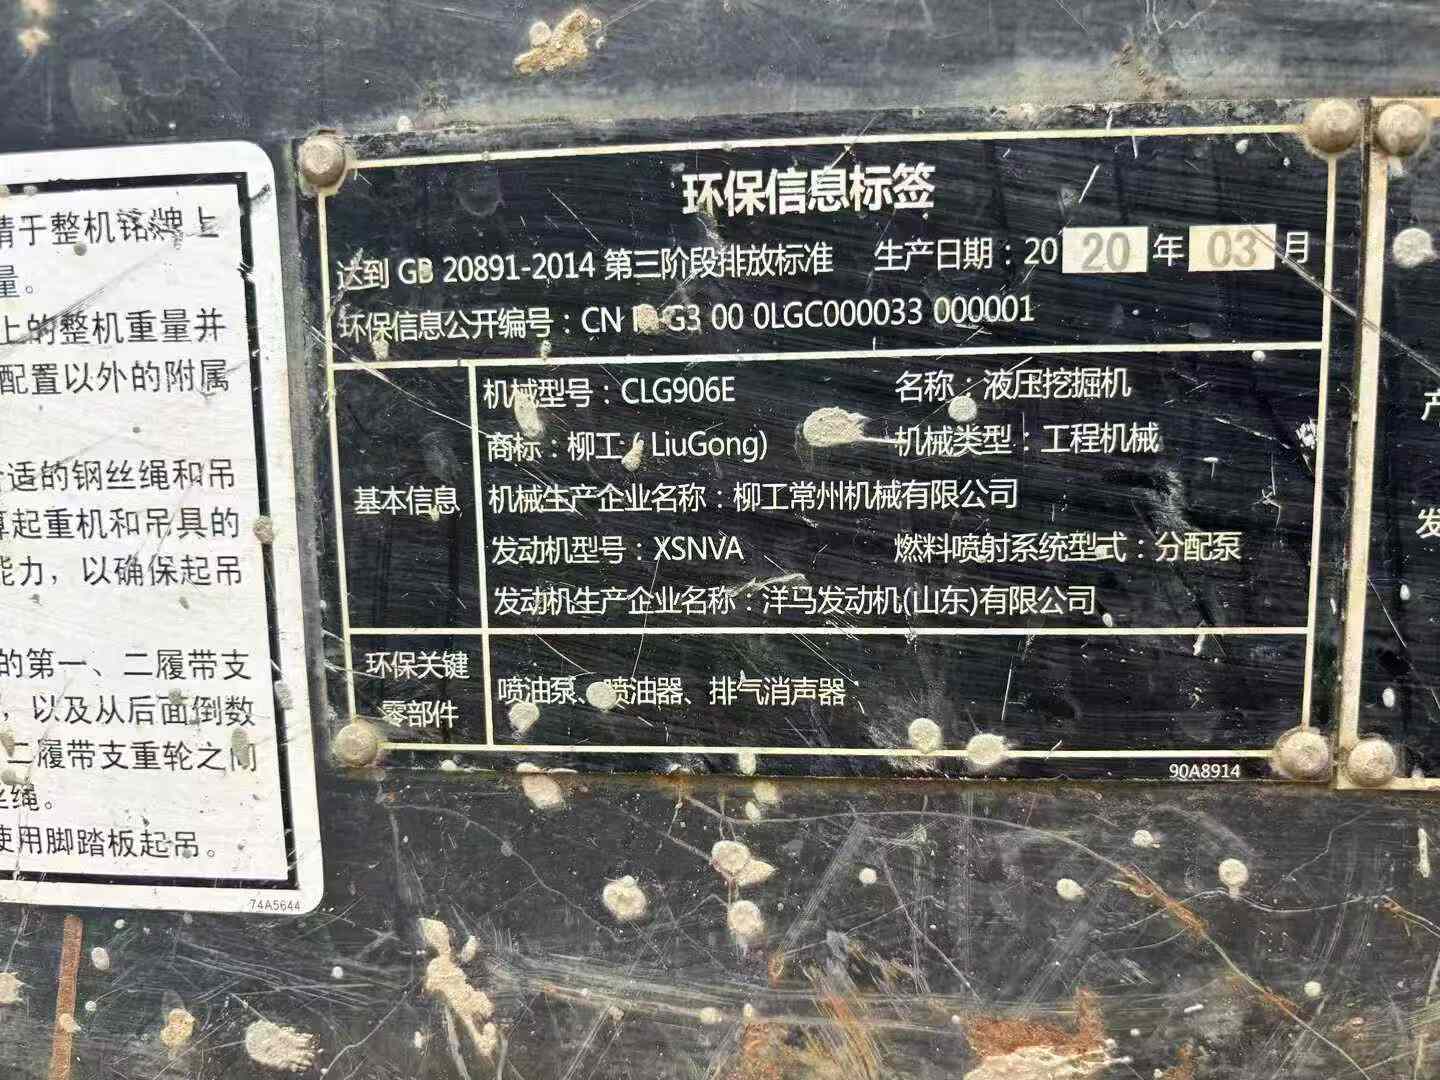 请于整机铭牌上
量。
上的整机重量并
配置以外的附属
适的钢丝绳和吊
算起重机和吊具的
能力，以确保起吊
的第一、二履带支
，以及从后面倒数
二履带支重轮之间
丝绳。
使用脚踏板起吊。
74A5644
环保信息标签
达到 GB 20891-2014 第三阶段排放标准 生产日期：2020年03月
环保信息公开编号：CN G3 00 0LGC000033 000001
基本信息
机械型号：CLG906E 名称：液压挖掘机
商标：柳工（LiuGong) 机械类型：工程机械
机械生产企业名称：柳工常州机械有限公司
发动机型号：XSNVA 燃料喷射系统型式：分配泵
发动机生产企业名称：洋马发动机(山东)有限公司
环保关键
零部件
喷油泵、喷油器、排气消声器
90A8914
产
发